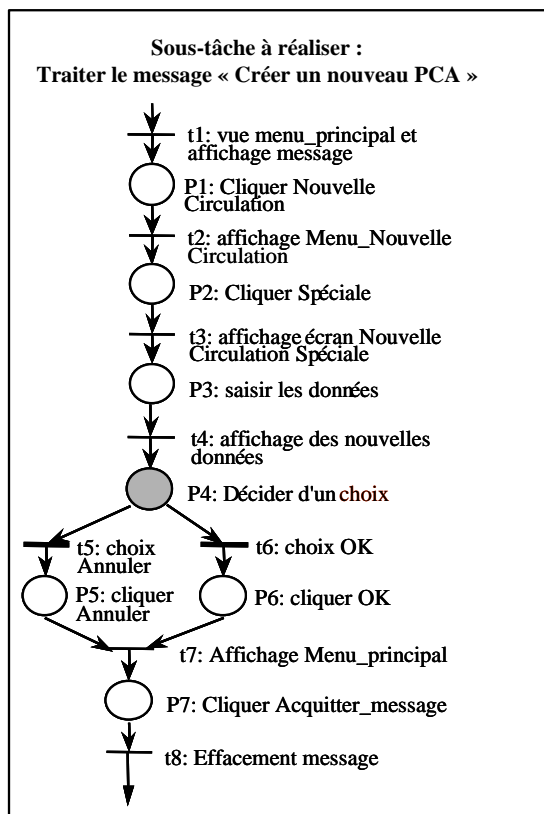 Sous-tâche à réaliser :
Traiter le message « Créer un nouveau PCA »
t1: vue menu_principal et
affichage message
P1: Cliquer Nouvelle
Circulation
t2: affichage Menu_Nouvelle
Circulation
P2: Cliquer Spéciale
t3: affichage écran Nouvelle
Circulation Spéciale
P3: saisir les données
t4: affichage des nouvelles
données
P4: Décider d'un choix
t5: choix
Annuler
t6: choix OK
P5: cliquer
Annuler
P6: cliquer OK
t7: Affichage Menu_principal
P7: Cliquer Acquitter_message
t8: Effacement message